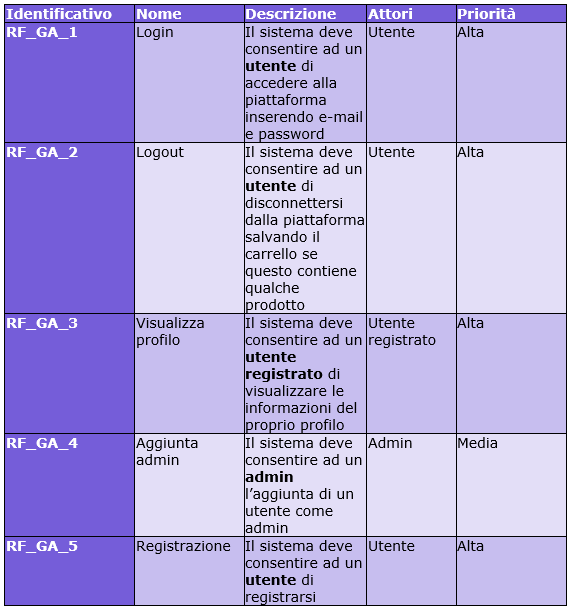 Identificativo Nome Descrizione Attori Priorità
RF_GA_1 Login Il sistema deve Utente Alta
consentire ad un
utente di
accedere alla
piattaforma
inserendo e-mail
e password
RF_GA_2 Logout Il sistema deve Utente Alta
consentire ad un
utente di
disconnettersi
dalla piattaforma
salvando il
carrello se
questo contiene
qualche
prodotto
RF_GA_3 Visualizza Il sistema deve Utente Alta
profilo consentire ad un registrato
utente
registrato di
visualizzare le
informazioni del
proprio profilo
RF_GA_4 Aggiunta Il sistema deve Admin Media
admin consentire ad un
admin
l’aggiunta di un
utente come
admin
RF_GA_5 Registrazione Il sistema deve Utente Alta
consentire ad un
utente di
registrarsi